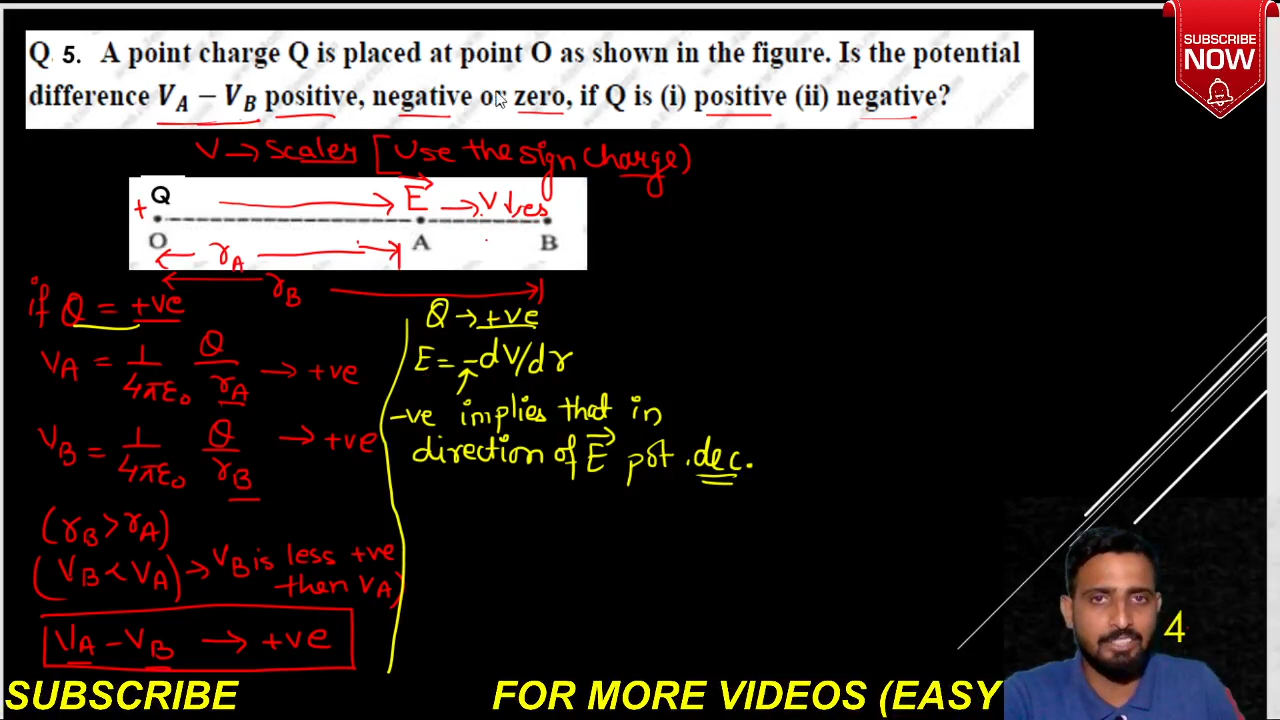 SUBSCRIBE
NOW
Q 5. A point charge Q is placed at point O as shown in the figure. Is the potential
difference V_A − V_B positive, negative or zero, if Q is (i) positive (ii) negative?
V → Scaler [Use the sign charge)
+ Q E → V ↓res
O A B
r_A
r_B
if Q = +ve
V_A = 1/4πε₀ Q/r_A → +ve
V_B = 1/4πε₀ Q/r_B → +ve
(r_B > r_A)
(V_B < V_A) → V_B is less +ve
then V_A)
V_A − V_B → +ve
Q → +ve
E = −dV/dr
−ve implies that in
direction of E pot. dec.
4
SUBSCRIBE FOR MORE VIDEOS (EASY